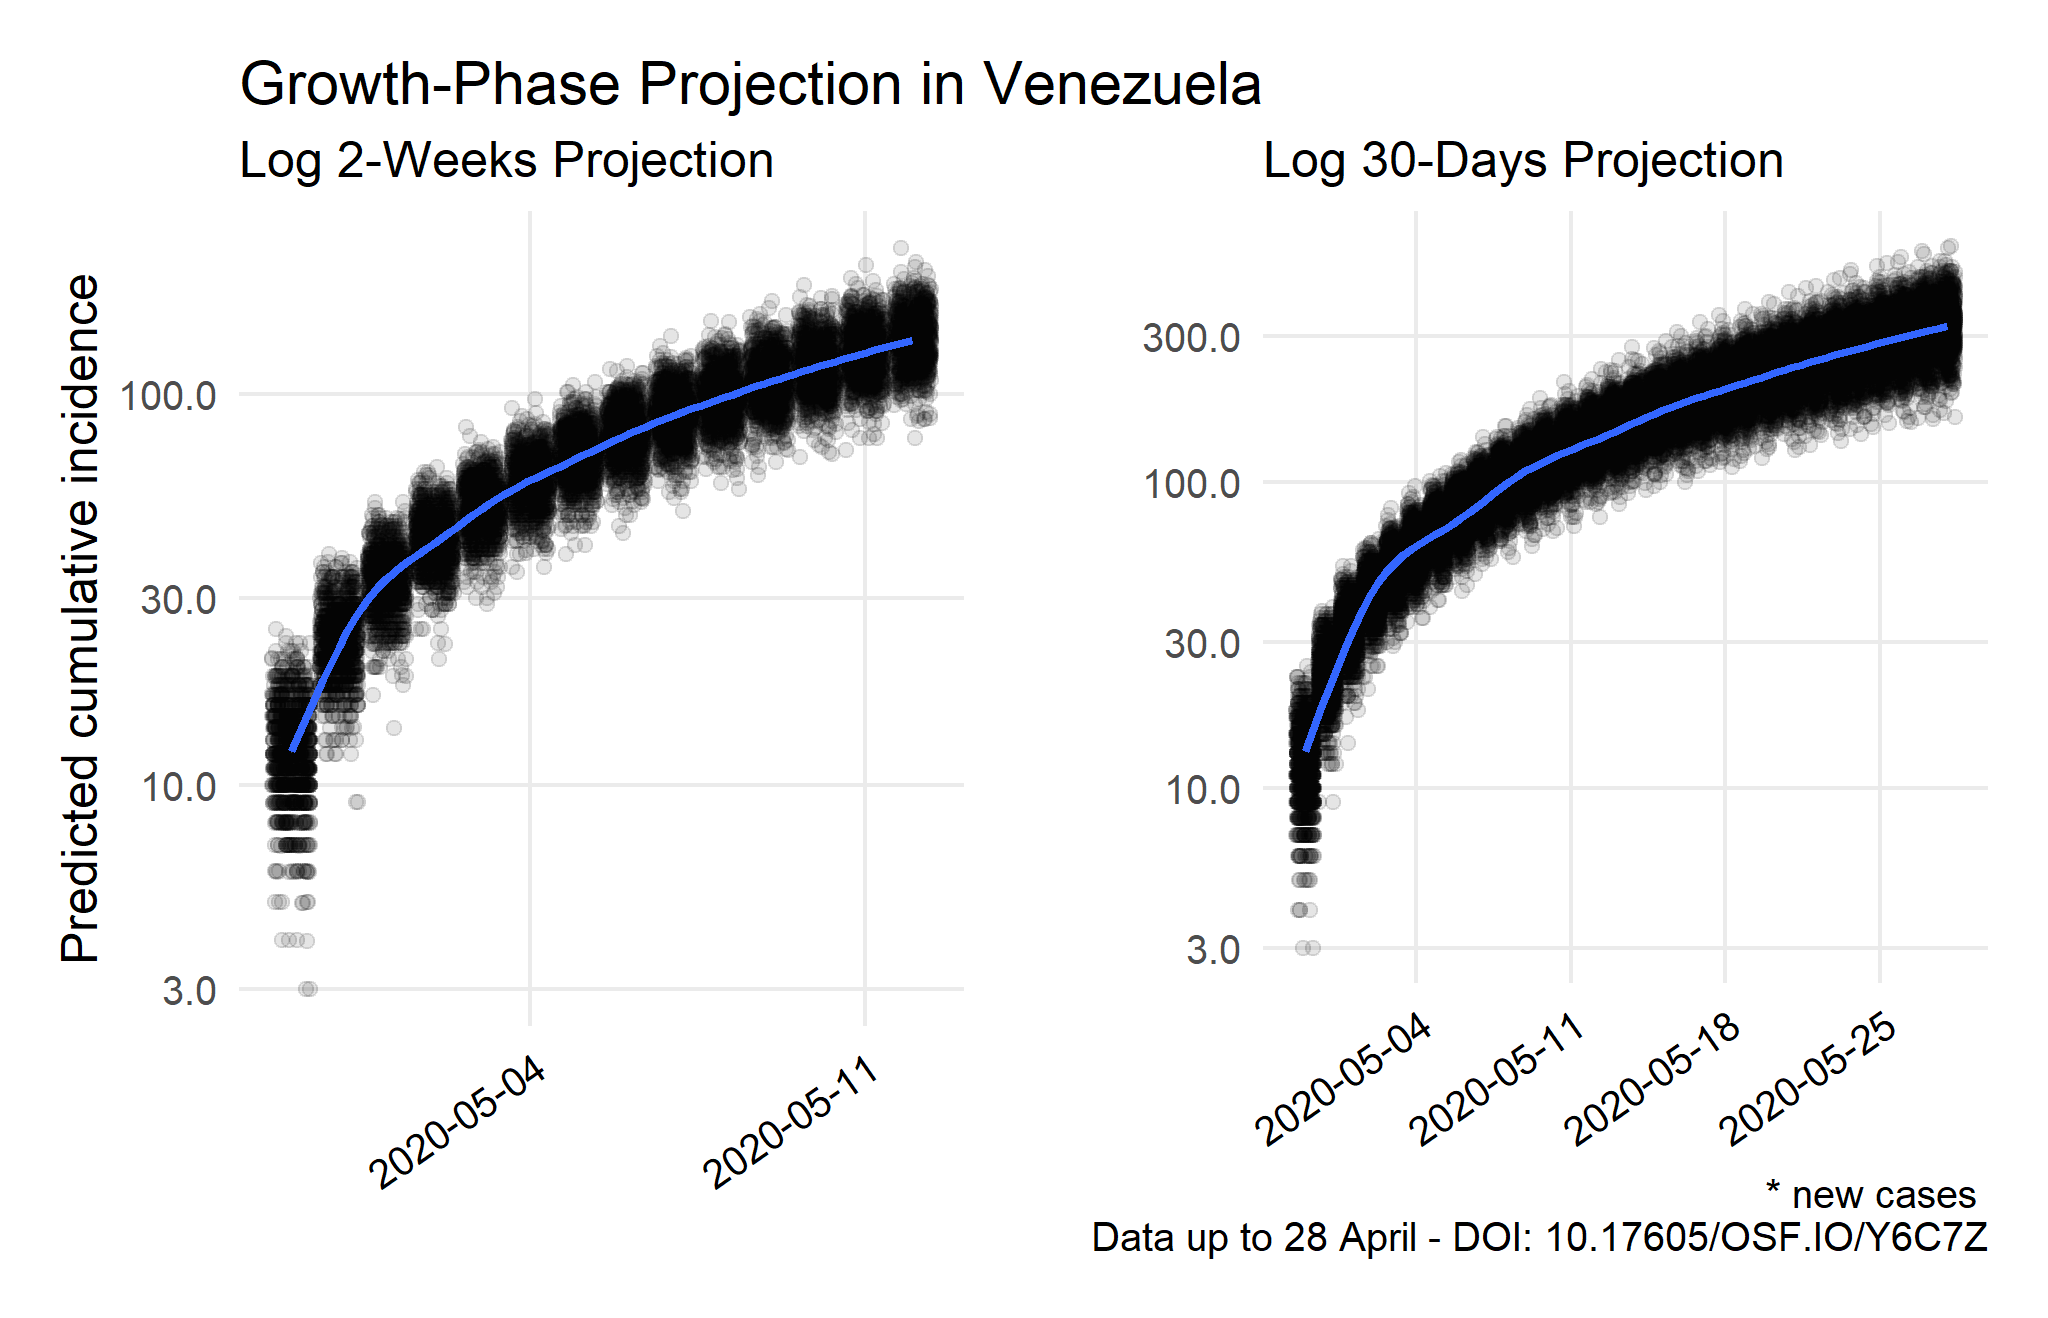 Growth-Phase Projection in Venezuela
Log 2-Weeks Projection
Predicted cumulative incidence
100.0
30.0
10.0
3.0
2020-05-04
2020-05-11
Log 30-Days Projection
300.0
100.0
30.0
10.0
3.0
2020-05-04
2020-05-11
2020-05-18
2020-05-25
* new cases
Data up to 28 April - DOI: 10.17605/OSF.IO/Y6C7Z